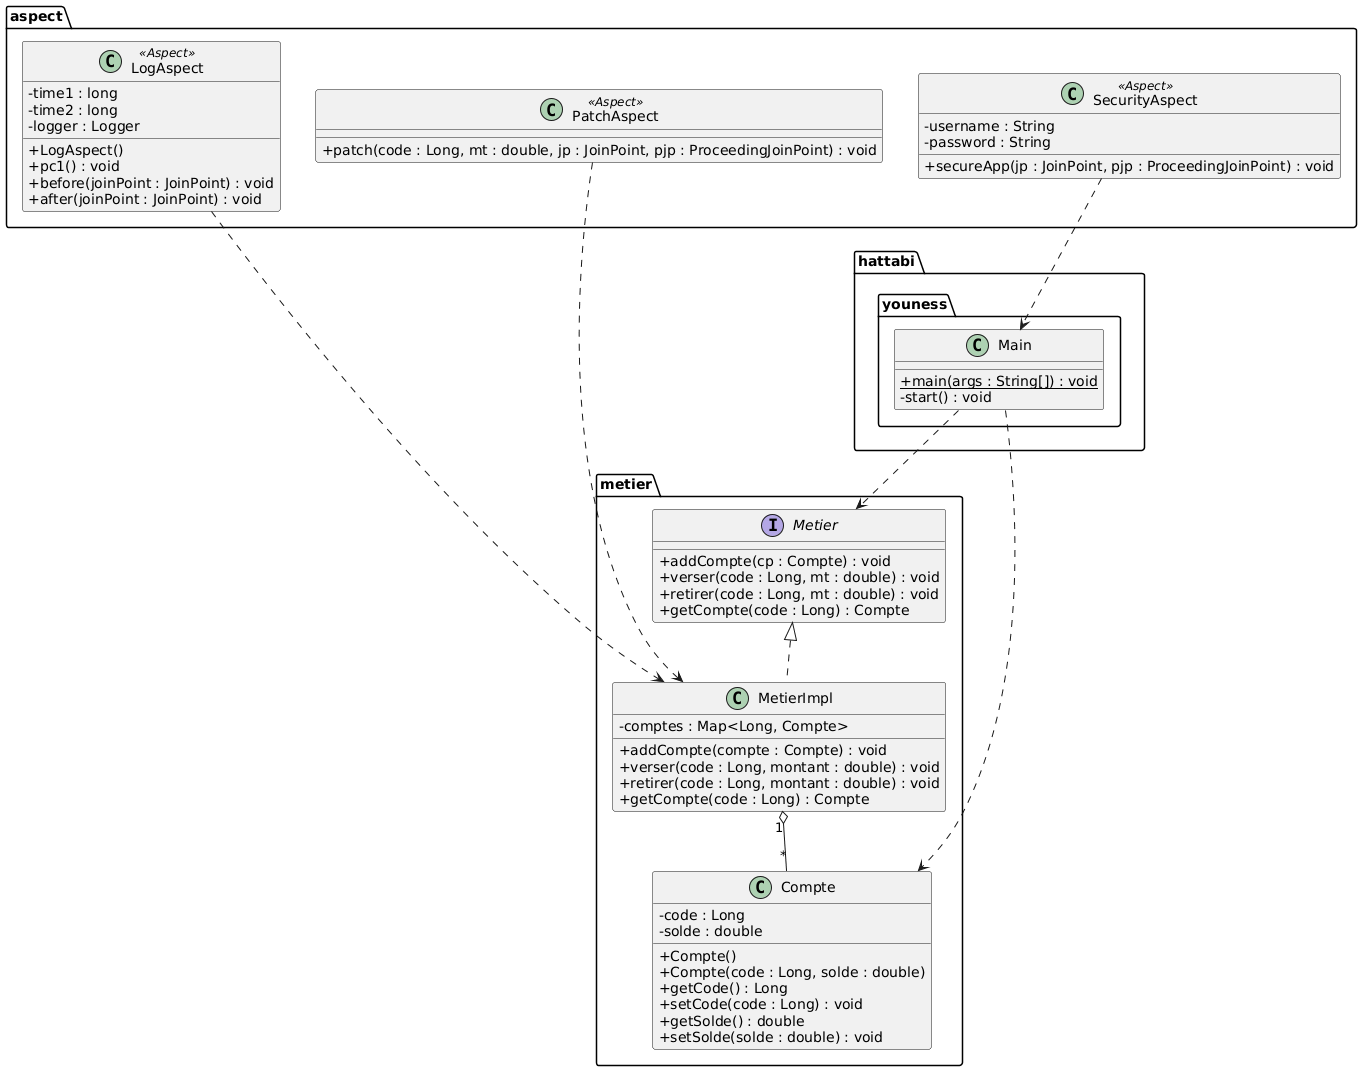 aspect
«Aspect»
LogAspect
-time1 : long
-time2 : long
-logger : Logger
+LogAspect()
+pc1() : void
+before(joinPoint : JoinPoint) : void
+after(joinPoint : JoinPoint) : void
«Aspect»
PatchAspect
+patch(code : Long, mt : double, jp : JoinPoint, pjp : ProceedingJoinPoint) : void
«Aspect»
SecurityAspect
-username : String
-password : String
+secureApp(jp : JoinPoint, pjp : ProceedingJoinPoint) : void
hattabi
youness
C Main
+main(args : String[]) : void
-start() : void
metier
I Metier
+addCompte(cp : Compte) : void
+verser(code : Long, mt : double) : void
+retirer(code : Long, mt : double) : void
+getCompte(code : Long) : Compte
C MetierImpl
-comptes : Map<Long, Compte>
+addCompte(compte : Compte) : void
+verser(code : Long, montant : double) : void
+retirer(code : Long, montant : double) : void
+getCompte(code : Long) : Compte
1
*
C Compte
-code : Long
-solde : double
+Compte()
+Compte(code : Long, solde : double)
+getCode() : Long
+setCode(code : Long) : void
+getSolde() : double
+setSolde(solde : double) : void